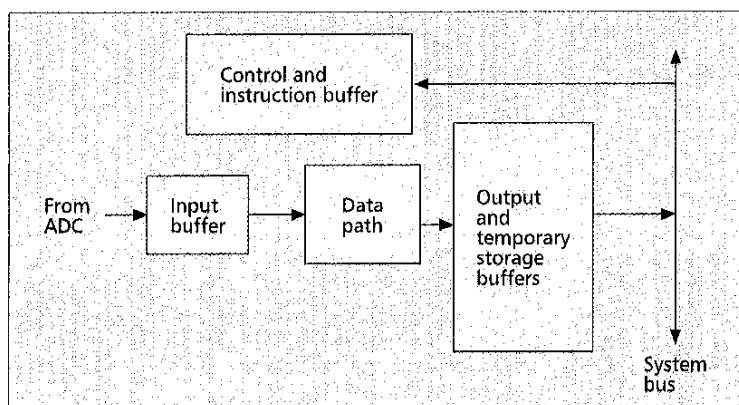 Control and
instruction buffer
From
ADC
Input
buffer
Data
path
Output
and
temporary
storage
buffers
System
bus